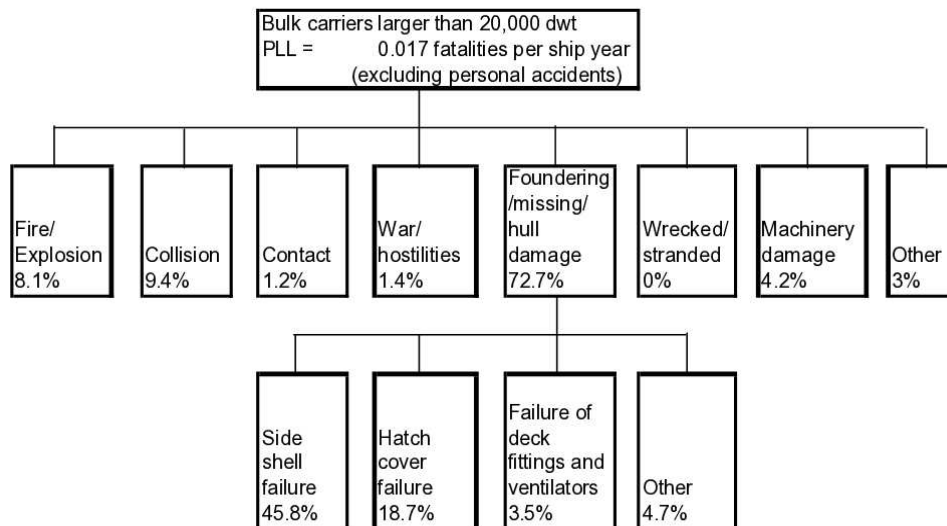 Bulk carriers larger than 20,000 dwt
PLL = 0.017 fatalities per ship year
(excluding personal accidents)
Fire/
Explosion
8.1%
Collision
9.4%
Contact
1.2%
War/
hostilities
1.4%
Foundering
/missing/
hull
damage
72.7%
Wrecked/
stranded
0%
Machinery
damage
4.2%
Other
3%
Side
shell
failure
45.8%
Hatch
cover
failure
18.7%
Failure of
deck
fittings and
ventilators
3.5%
Other
4.7%